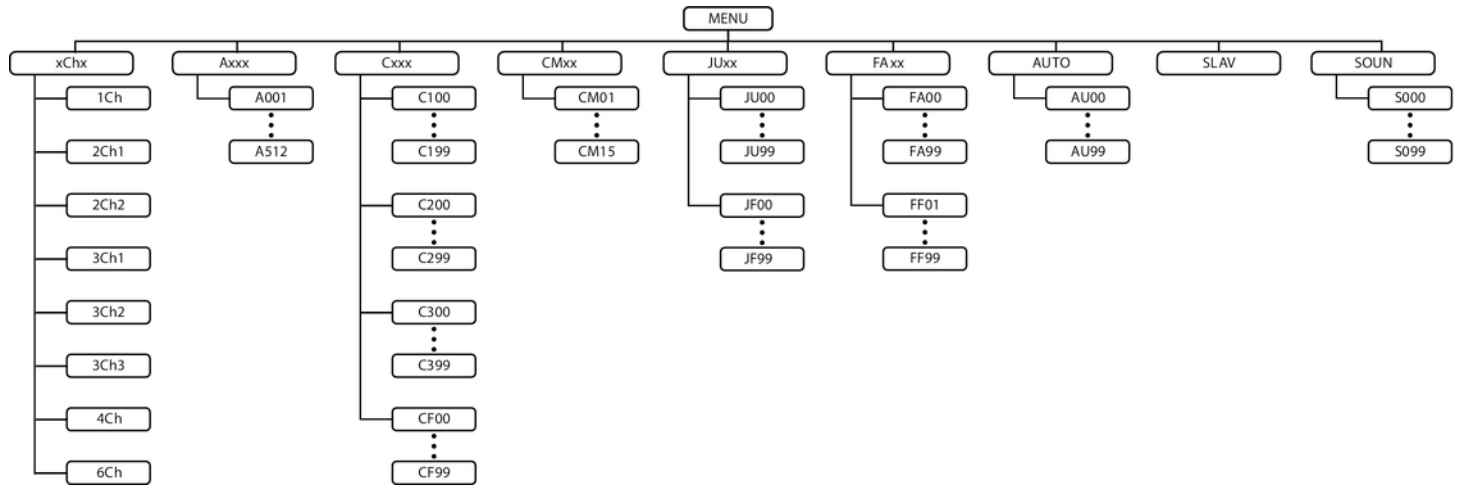 MENU
xChx
Axxx
Cxxx
CMxx
JUxx
FAxx
AUTO
SLAV
SOUN
1Ch
A001
C100
CM01
JU00
FA00
AU00
S000
2Ch1
A512
C199
CM15
JU99
FA99
AU99
S099
2Ch2
C200
JF00
FF01
3Ch1
C299
JF99
FF99
3Ch2
C300
3Ch3
C399
4Ch
CF00
6Ch
CF99